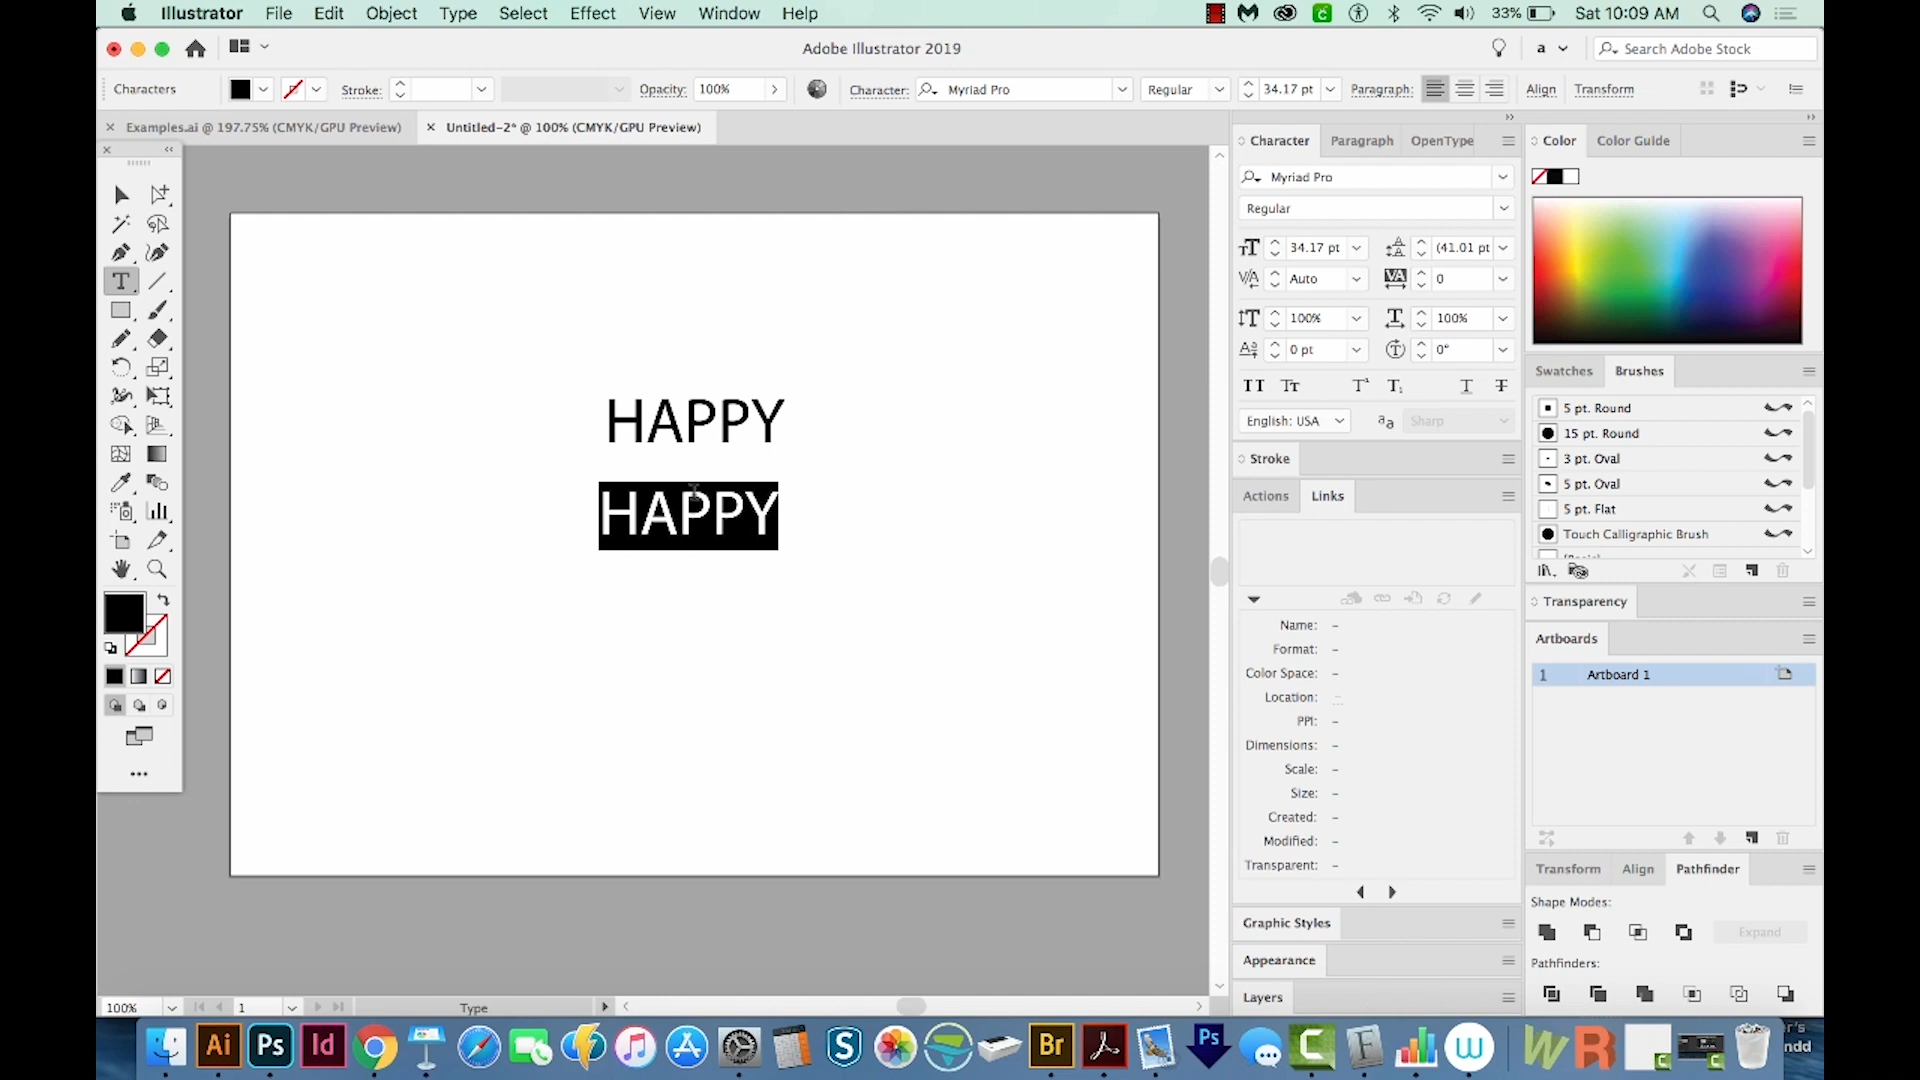 Illustrator File Edit Object Type Select Effect View Window Help 33% Sat 10:09 AM
Adobe Illustrator 2019 a Search Adobe Stock
Characters Stroke: Opacity: 100% Character: Myriad Pro Regular 34.17 pt Paragraph: Align Transform
Examples.ai @ 197.75% (CMYK/GPU Preview) Untitled-2* @ 100% (CMYK/GPU Preview)
HAPPY
HAPPY
100% 1 Type
Character Paragraph OpenType
Myriad Pro
Regular
34.17 pt (41.01 pt
Auto 0
100% 100%
0 pt 0°
English: USA Sharp
Stroke
Actions Links
Name: –
Format: –
Color Space: –
Location: –
PPI: –
Dimensions: –
Scale: –
Size: –
Created: –
Modified: –
Transparent: –
Graphic Styles
Appearance
Layers
Color Color Guide
Swatches Brushes
5 pt. Round
15 pt. Round
3 pt. Oval
5 pt. Oval
5 pt. Flat
Touch Calligraphic Brush
Transparency
Artboards
1 Artboard 1
Transform Align Pathfinder
Shape Modes:
Expand
Pathfinders:
Ai Ps Id Br Ps